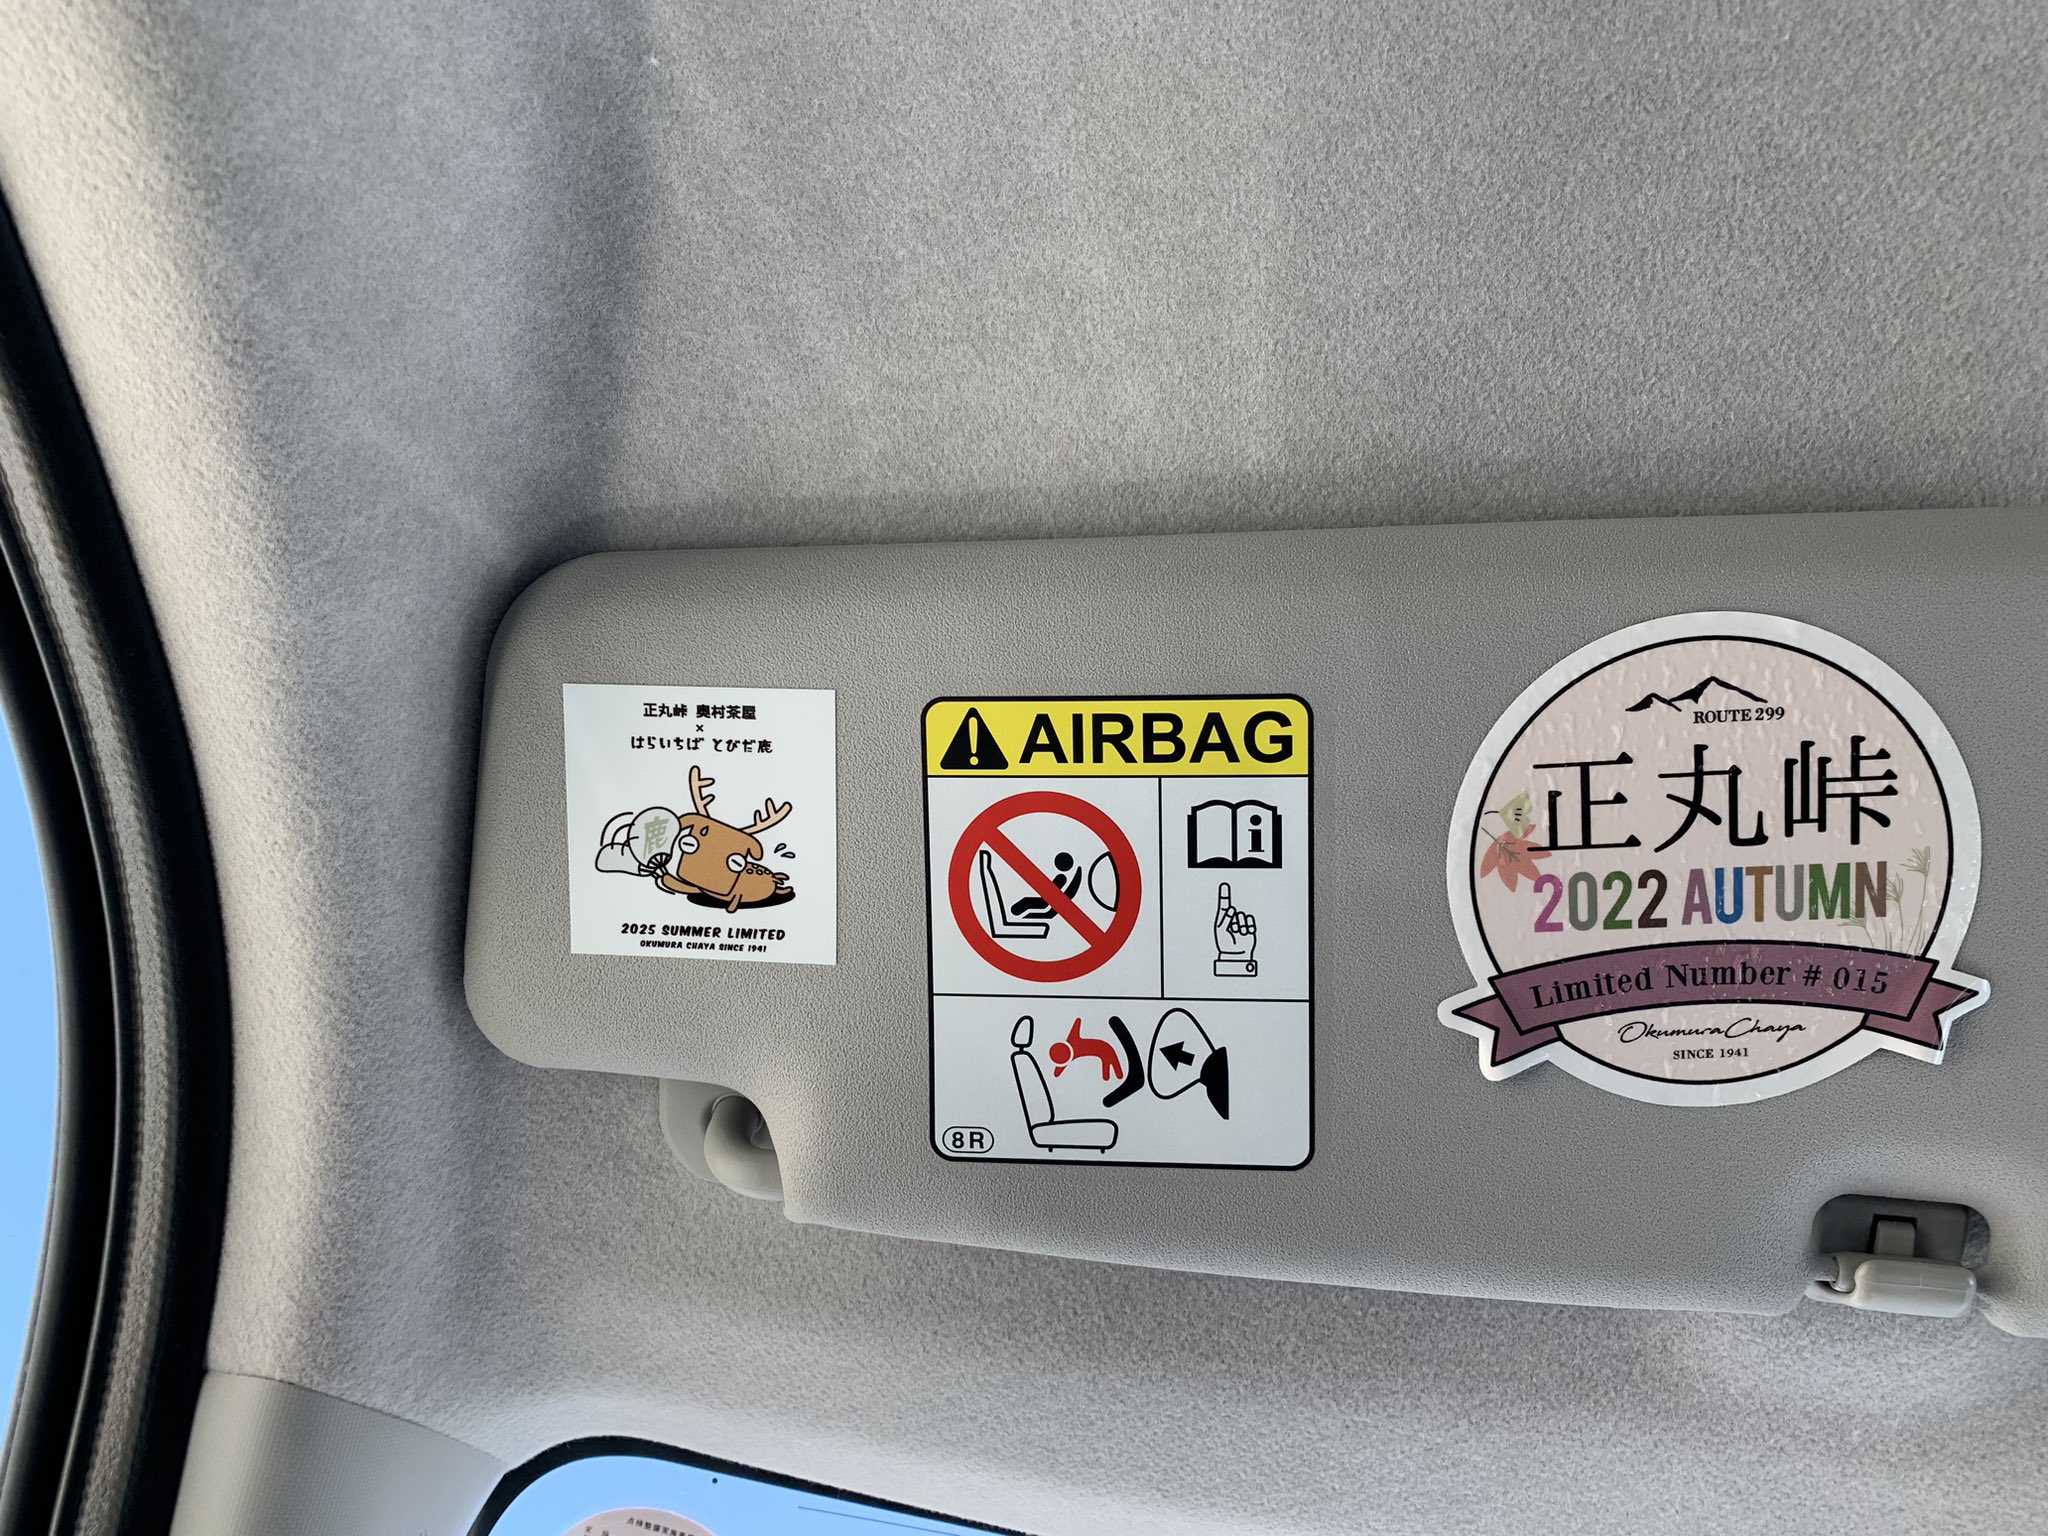 正丸峠 奥村茶屋
×
はらいちば とびだ鹿
鹿
2025 SUMMER LIMITED
OKUMURA CHAYA SINCE 1941
AIRBAG
i
8R
ROUTE 299
正丸峠
2022 AUTUMN
Limited Number # 015
Okumura Chaya
SINCE 1941